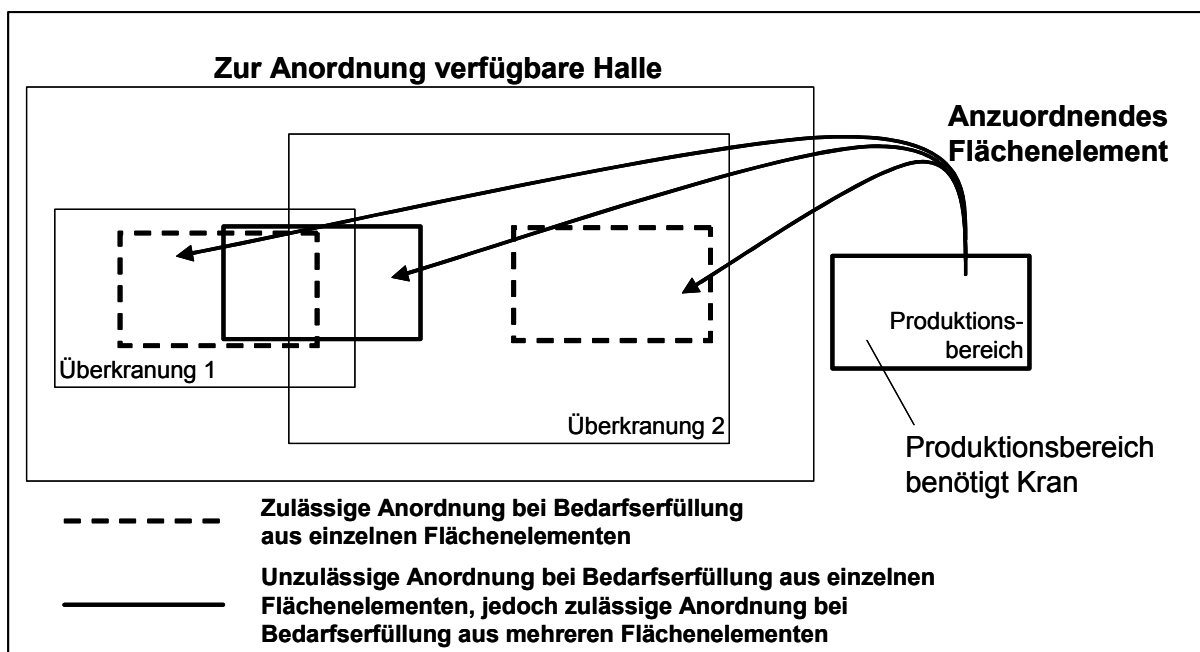 Zur Anordnung verfügbare Halle
Anzuordnendes
Flächenelement
Produktions-
bereich
Überkranung 1
Überkranung 2
Produktionsbereich
benötigt Kran
Zulässige Anordnung bei Bedarfserfüllung
aus einzelnen Flächenelementen
Unzulässige Anordnung bei Bedarfserfüllung aus einzelnen
Flächenelementen, jedoch zulässige Anordnung bei
Bedarfserfüllung aus mehreren Flächenelementen